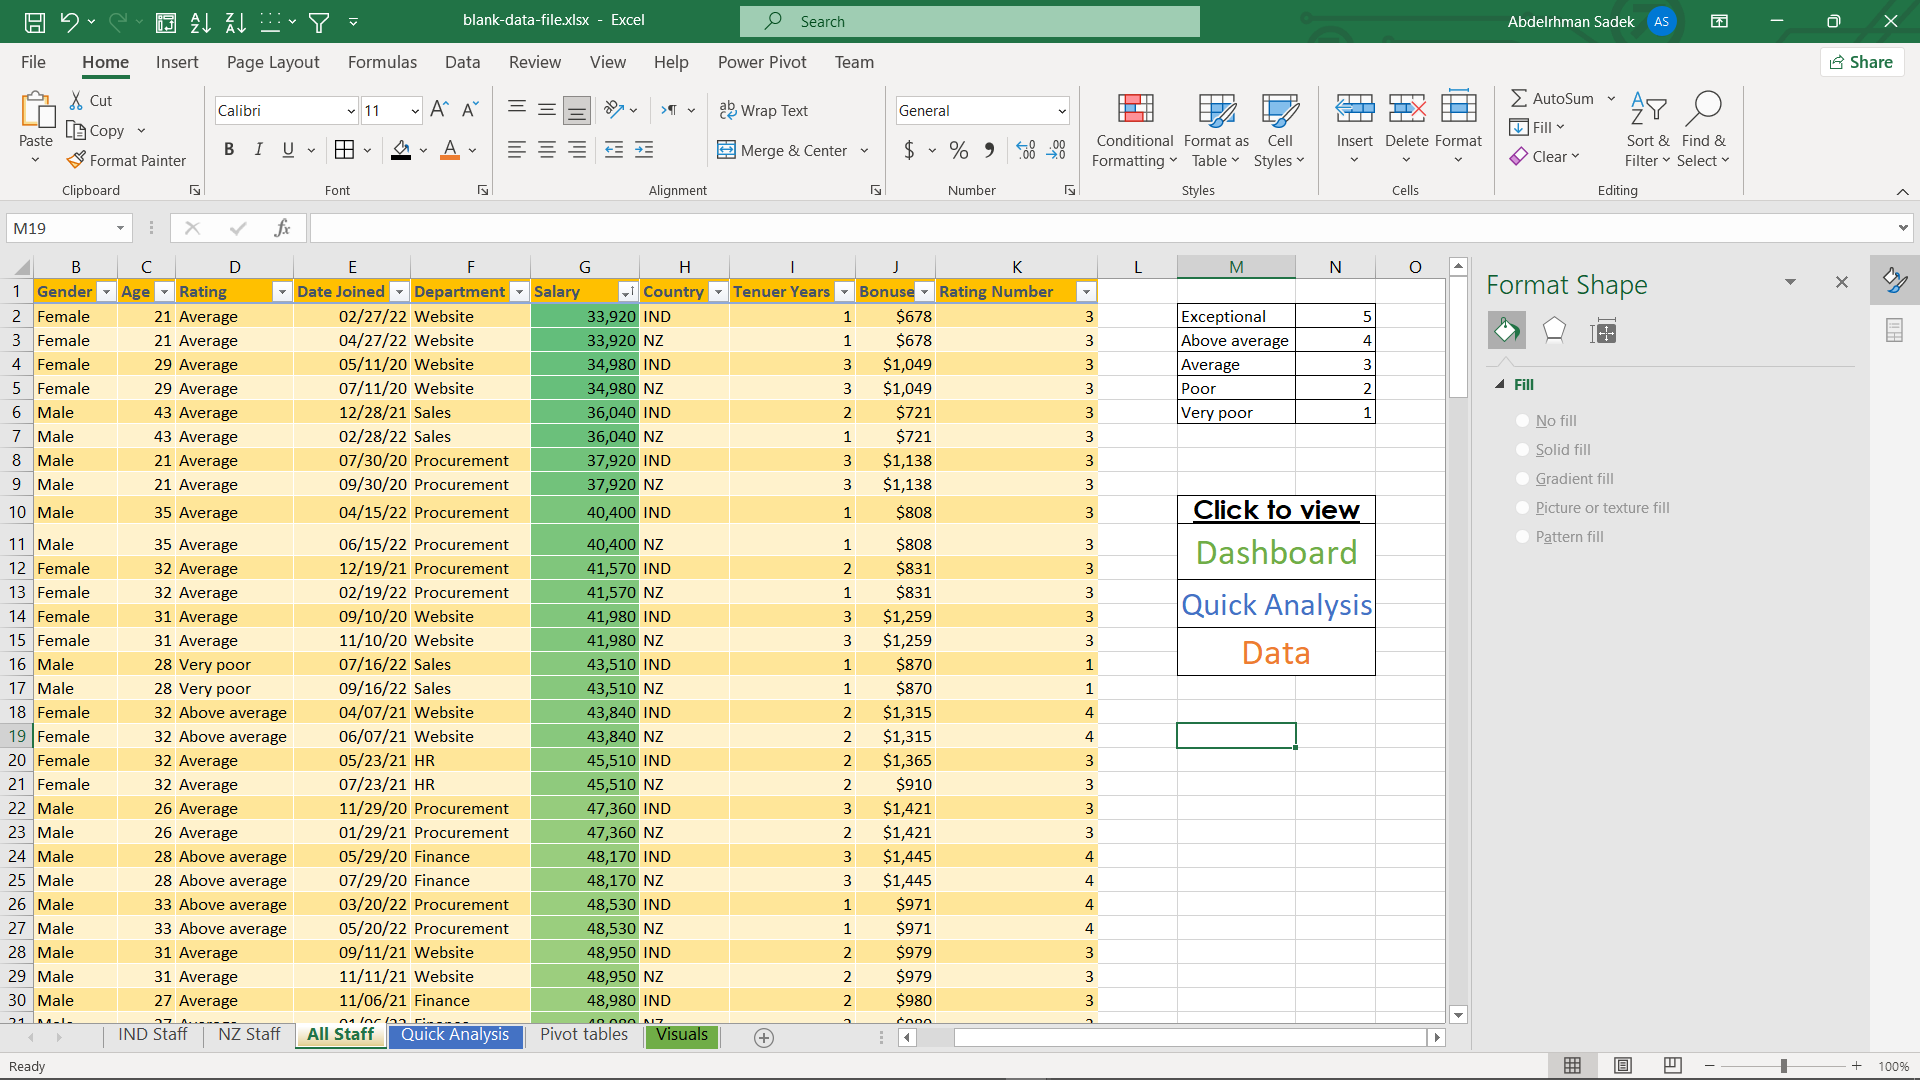 blank-data-file.xlsx - Excel
Search
Abdelrhman Sadek AS
File Home Insert Page Layout Formulas Data Review View Help Power Pivot Team Share
Paste
Cut
Copy
Format Painter
Clipboard
Calibri 11
B I U
Font
Wrap Text
Merge & Center
Alignment
General
$ % 9
Number
Conditional Formatting
Format as Table
Cell Styles
Styles
Insert Delete Format
Cells
AutoSum
Fill
Clear
Sort & Filter
Find & Select
Editing
M19 fx
B C D E F G H I J K L M N O
1 Gender Age Rating Date Joined Department Salary Country Tenuer Years Bonuse Rating Number
2 Female 21 Average 02/27/22 Website 33,920 IND 1 $678 3 Exceptional 5
3 Female 21 Average 04/27/22 Website 33,920 NZ 1 $678 3 Above average 4
4 Female 29 Average 05/11/20 Website 34,980 IND 3 $1,049 3 Average 3
5 Female 29 Average 07/11/20 Website 34,980 NZ 3 $1,049 3 Poor 2
6 Male 43 Average 12/28/21 Sales 36,040 IND 2 $721 3 Very poor 1
7 Male 43 Average 02/28/22 Sales 36,040 NZ 1 $721 3
8 Male 21 Average 07/30/20 Procurement 37,920 IND 3 $1,138 3
9 Male 21 Average 09/30/20 Procurement 37,920 NZ 3 $1,138 3
10 Male 35 Average 04/15/22 Procurement 40,400 IND 1 $808 3 Click to view
11 Male 35 Average 06/15/22 Procurement 40,400 NZ 1 $808 3 Dashboard
12 Female 32 Average 12/19/21 Procurement 41,570 IND 2 $831 3
13 Female 32 Average 02/19/22 Procurement 41,570 NZ 1 $831 3 Quick Analysis
14 Female 31 Average 09/10/20 Website 41,980 IND 3 $1,259 3
15 Female 31 Average 11/10/20 Website 41,980 NZ 3 $1,259 3 Data
16 Male 28 Very poor 07/16/22 Sales 43,510 IND 1 $870 1
17 Male 28 Very poor 09/16/22 Sales 43,510 NZ 1 $870 1
18 Female 32 Above average 04/07/21 Website 43,840 IND 2 $1,315 4
19 Female 32 Above average 06/07/21 Website 43,840 NZ 2 $1,315 4
20 Female 32 Average 05/23/21 HR 45,510 IND 2 $1,365 3
21 Female 32 Average 07/23/21 HR 45,510 NZ 2 $910 3
22 Male 26 Average 11/29/20 Procurement 47,360 IND 3 $1,421 3
23 Male 26 Average 01/29/21 Procurement 47,360 NZ 2 $1,421 3
24 Male 28 Above average 05/29/20 Finance 48,170 IND 3 $1,445 4
25 Male 28 Above average 07/29/20 Finance 48,170 NZ 3 $1,445 4
26 Male 33 Above average 03/20/22 Procurement 48,530 IND 1 $971 4
27 Male 33 Above average 05/20/22 Procurement 48,530 NZ 1 $971 4
28 Male 31 Average 09/11/21 Website 48,950 IND 2 $979 3
29 Male 31 Average 11/11/21 Website 48,950 NZ 2 $979 3
30 Male 27 Average 11/06/21 Finance 48,980 IND 2 $980 3
Format Shape
Fill
No fill
Solid fill
Gradient fill
Picture or texture fill
Pattern fill
IND Staff NZ Staff All Staff Quick Analysis Pivot tables Visuals
Ready 100%